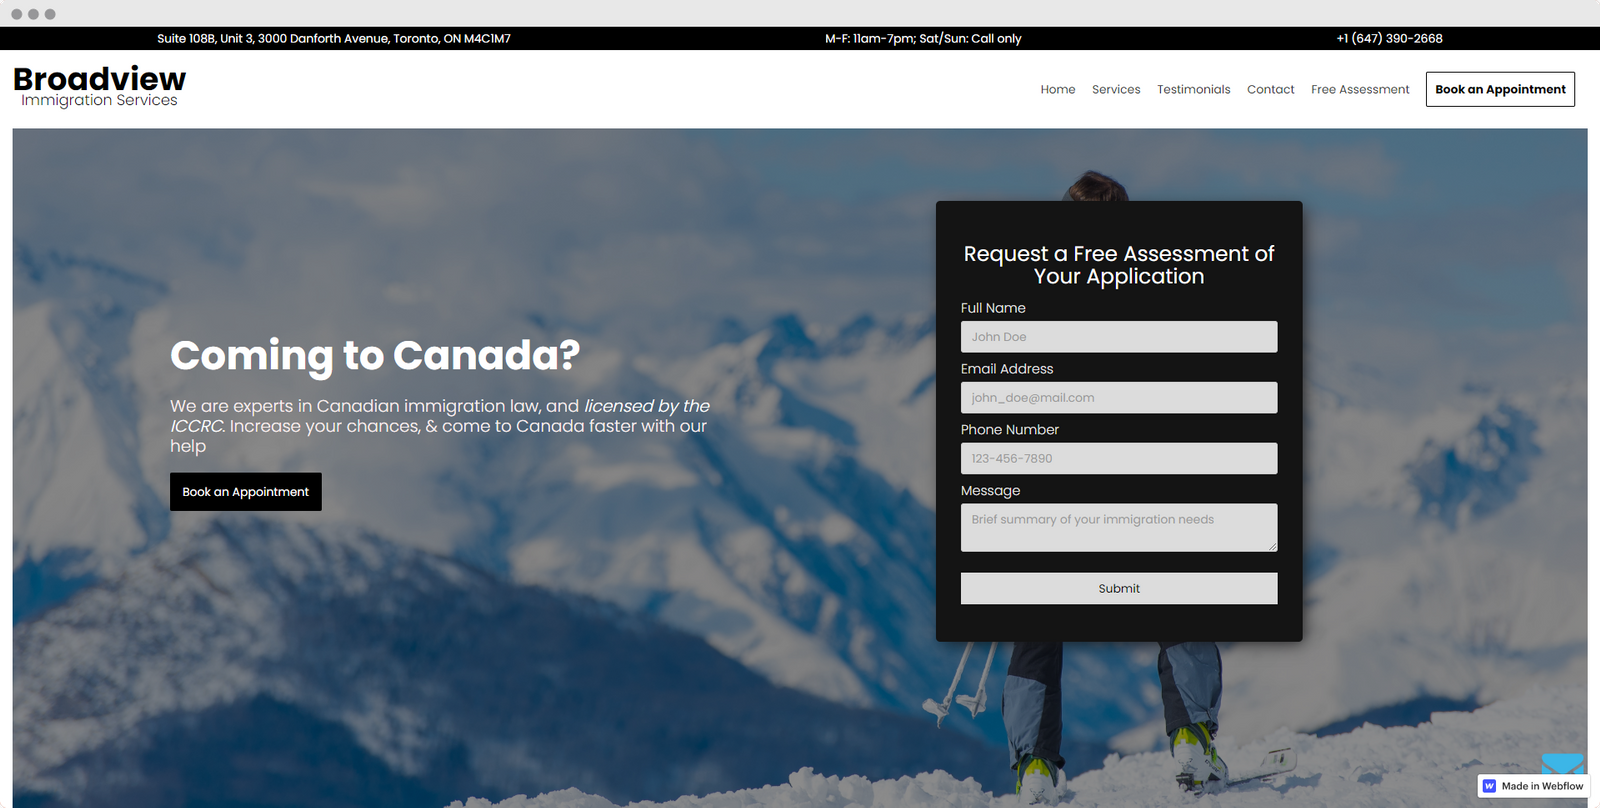 Suite 108B, Unit 3, 3000 Danforth Avenue, Toronto, ON M4C1M7
M-F: 11am-7pm; Sat/Sun: Call only
+1 (647) 390-2668
Broadview
Immigration Services
Home
Services
Testimonials
Contact
Free Assessment
Book an Appointment
Coming to Canada?
We are experts in Canadian immigration law, and licensed by the
ICCRC. Increase your chances, & come to Canada faster with our
help
Book an Appointment
Request a Free Assessment of
Your Application
Full Name
John Doe
Email Address
john_doe@mail.com
Phone Number
123-456-7890
Message
Brief summary of your immigration needs
Submit
Made in Webflow